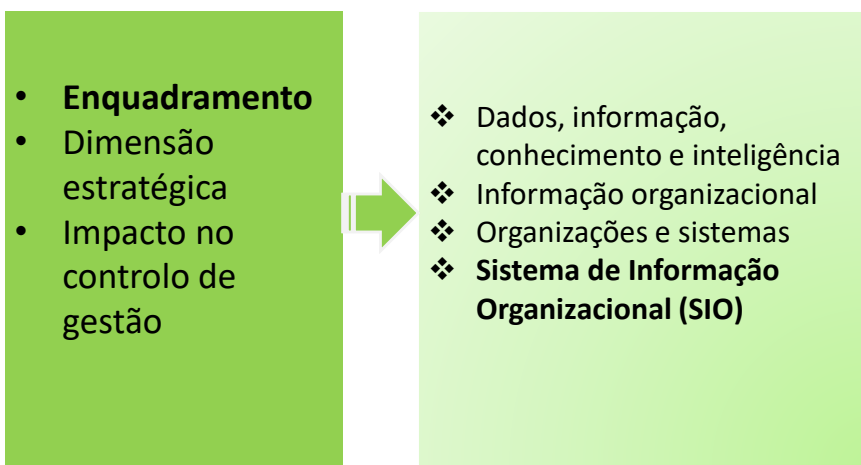 • Enquadramento
• Dimensão
estratégica
• Impacto no
controlo de
gestão
❖ Dados, informação,
conhecimento e inteligência
❖ Informação organizacional
❖ Organizações e sistemas
❖ Sistema de Informação
Organizacional (SIO)